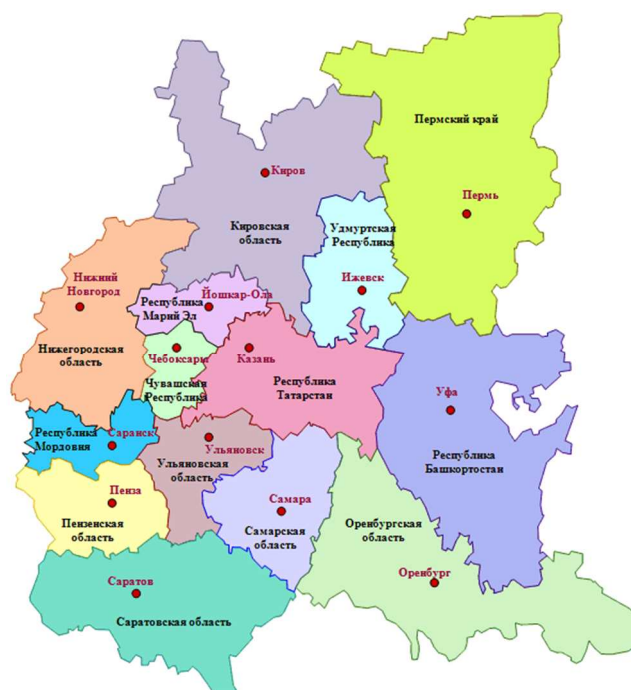 Пермский край
Киров
Пермь
Кировская
область
Удмуртская
Республика
Нижний
Новгород
Ижевск
Республика
Марий Эл
Йошкар-Ола
Нижегородская
область
Чебоксары
Казань
Чувашская
Республика
Республика
Татарстан
Уфа
Республика
Мордовия
Саранск
Ульяновск
Республика
Башкортостан
Ульяновская
область
Пенза
Самара
Пензенская
область
Самарская
область
Оренбургская
область
Саратов
Оренбург
Саратовская область